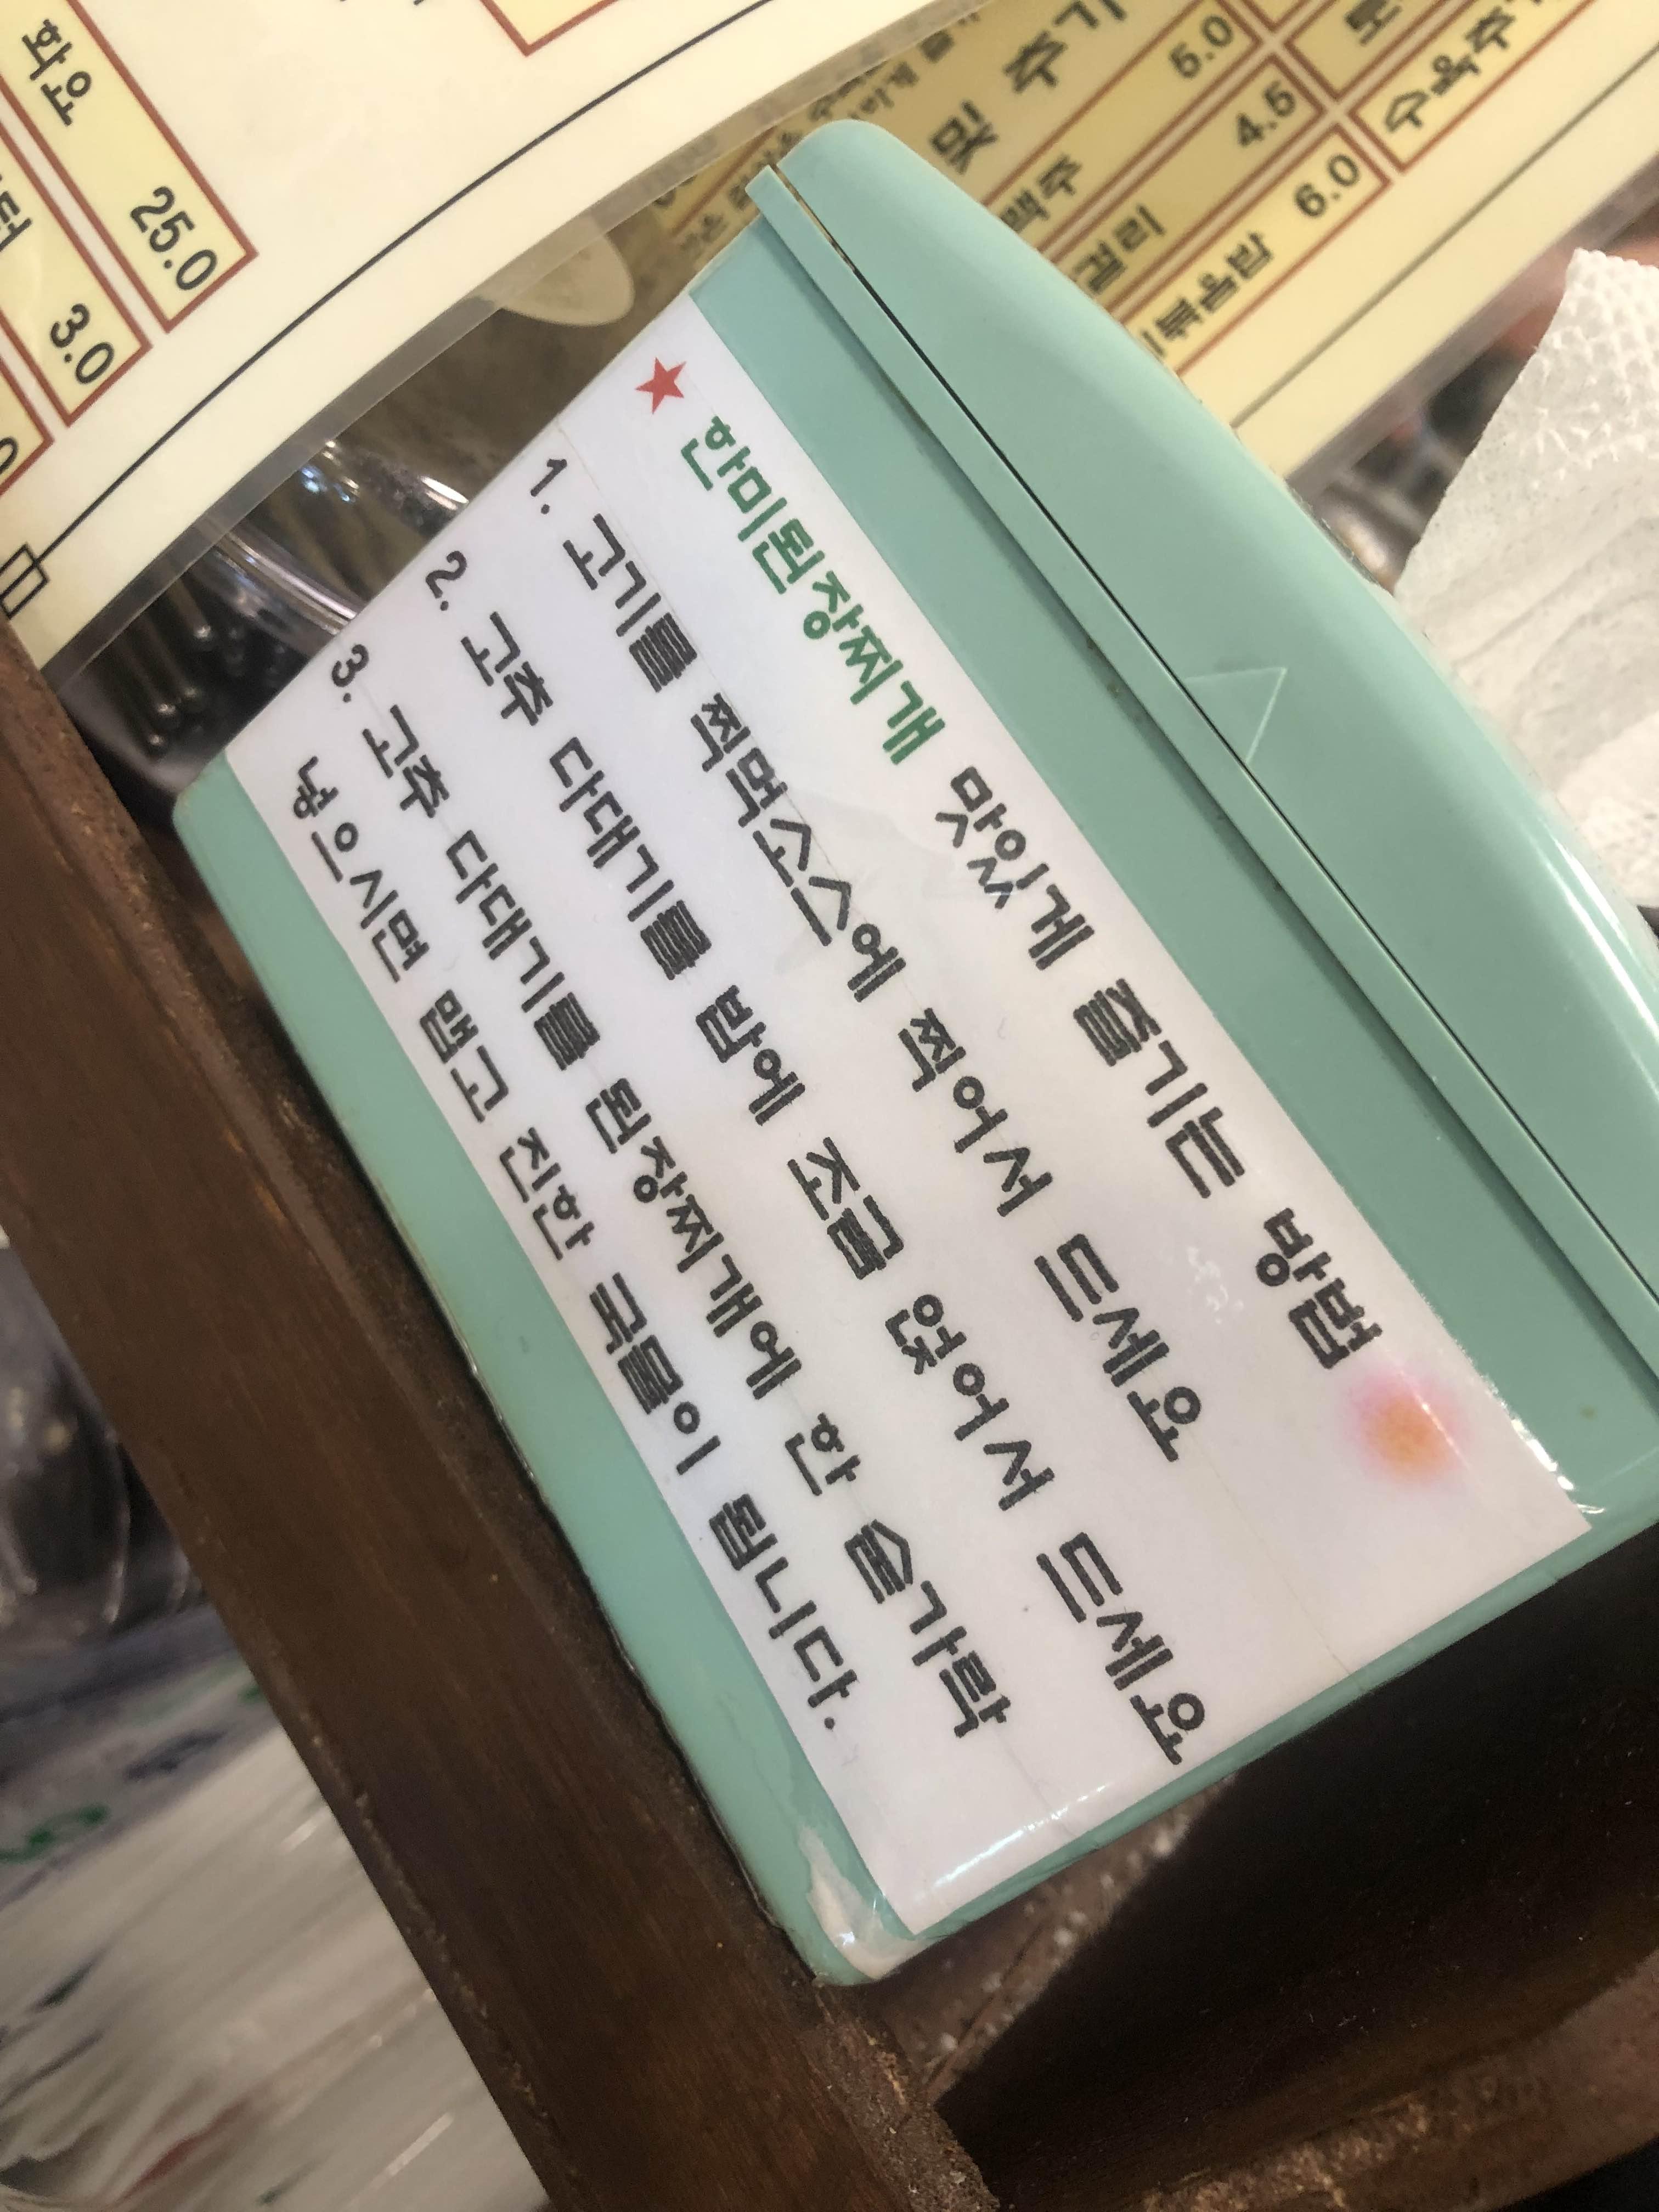 ★ 한미된장찌개 맛있게 즐기는 방법
1. 고기를 찍먹소스에 찍어서 드세요
2. 고추 다대기를 밥에 조금 얹어서 드세요
3. 고추 다대기를 된장찌개에 한 술가락
넣으시면 맵고 진한 국물이 됩니다.
화요 25.0
3.0
및
5.0
4.5
6.0